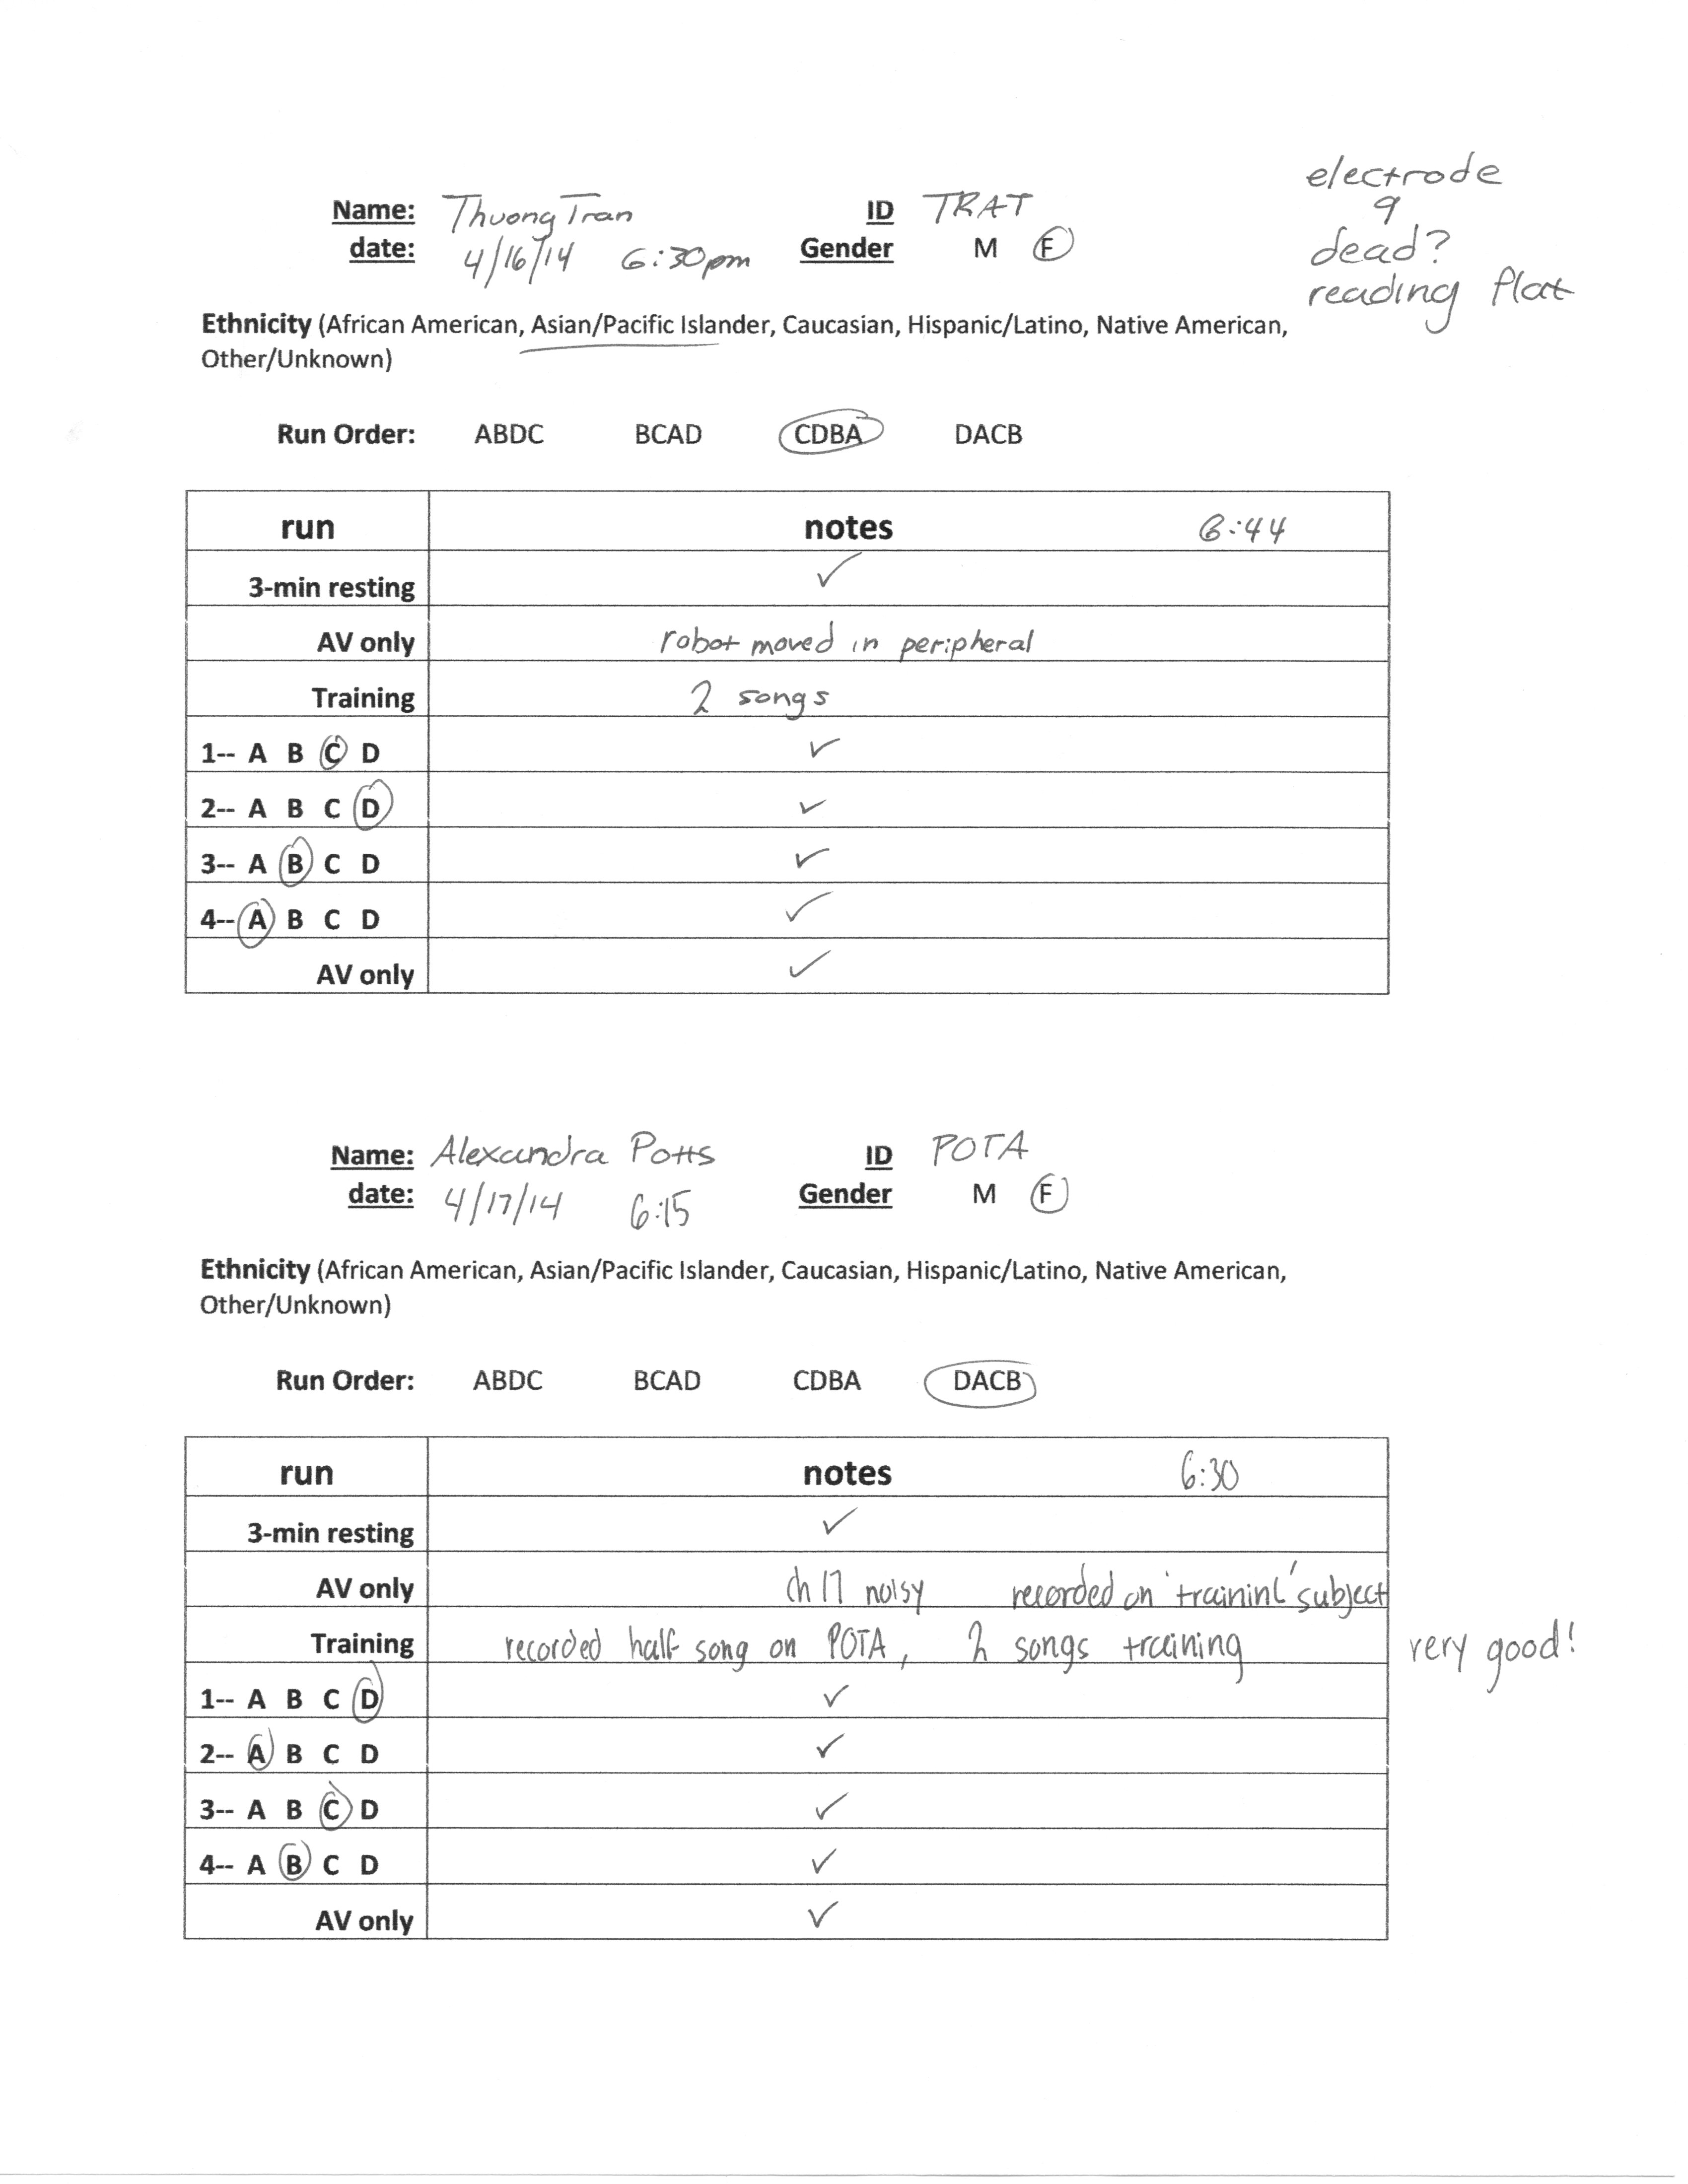 electrode
Name: Thuong Tran ID TRAT 9
date: 4/16/14 6:30pm Gender M F dead?
reading flat
Ethnicity (African American, Asian/Pacific Islander, Caucasian, Hispanic/Latino, Native American,
Other/Unknown)
Run Order: ABDC BCAD CDBA DACB
run notes 6:44
3-min resting ✓
AV only robot moved in peripheral
Training 2 songs
1-- A B C D ✓
2-- A B C D ✓
3-- A B C D ✓
4-- A B C D ✓
AV only ✓
Name: Alexandra Potts ID POTA
date: 4/17/14 6:15 Gender M F
Ethnicity (African American, Asian/Pacific Islander, Caucasian, Hispanic/Latino, Native American,
Other/Unknown)
Run Order: ABDC BCAD CDBA DACB
run notes 6:30
3-min resting ✓
AV only ch 17 noisy recorded on 'traininl' subject
Training recorded half song on POTA, 2 songs training very good!
1-- A B C D ✓
2-- A B C D ✓
3-- A B C D ✓
4-- A B C D ✓
AV only ✓